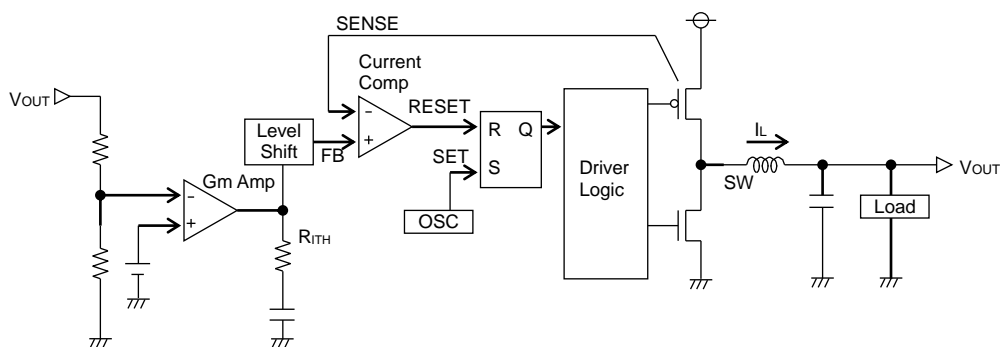 SENSE
Current
Comp
VOUT
RESET
-
+
Level
Shift
FB
R Q
S
SET
IL
Driver
Logic
SW
VOUT
Gm Amp
-
+
OSC
Load
RITH